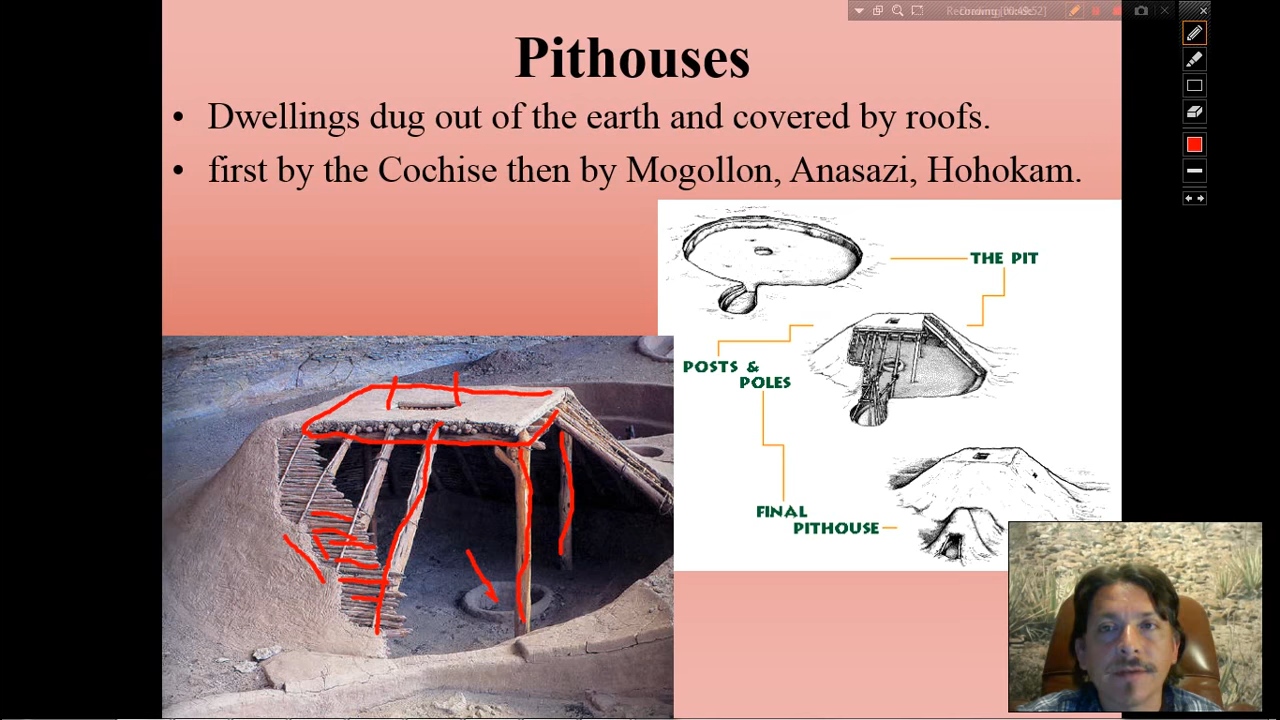 Pithouses
• Dwellings dug out of the earth and covered by roofs.
• first by the Cochise then by Mogollon, Anasazi, Hohokam.
THE PIT
POSTS &
POLES
FINAL
PITHOUSE